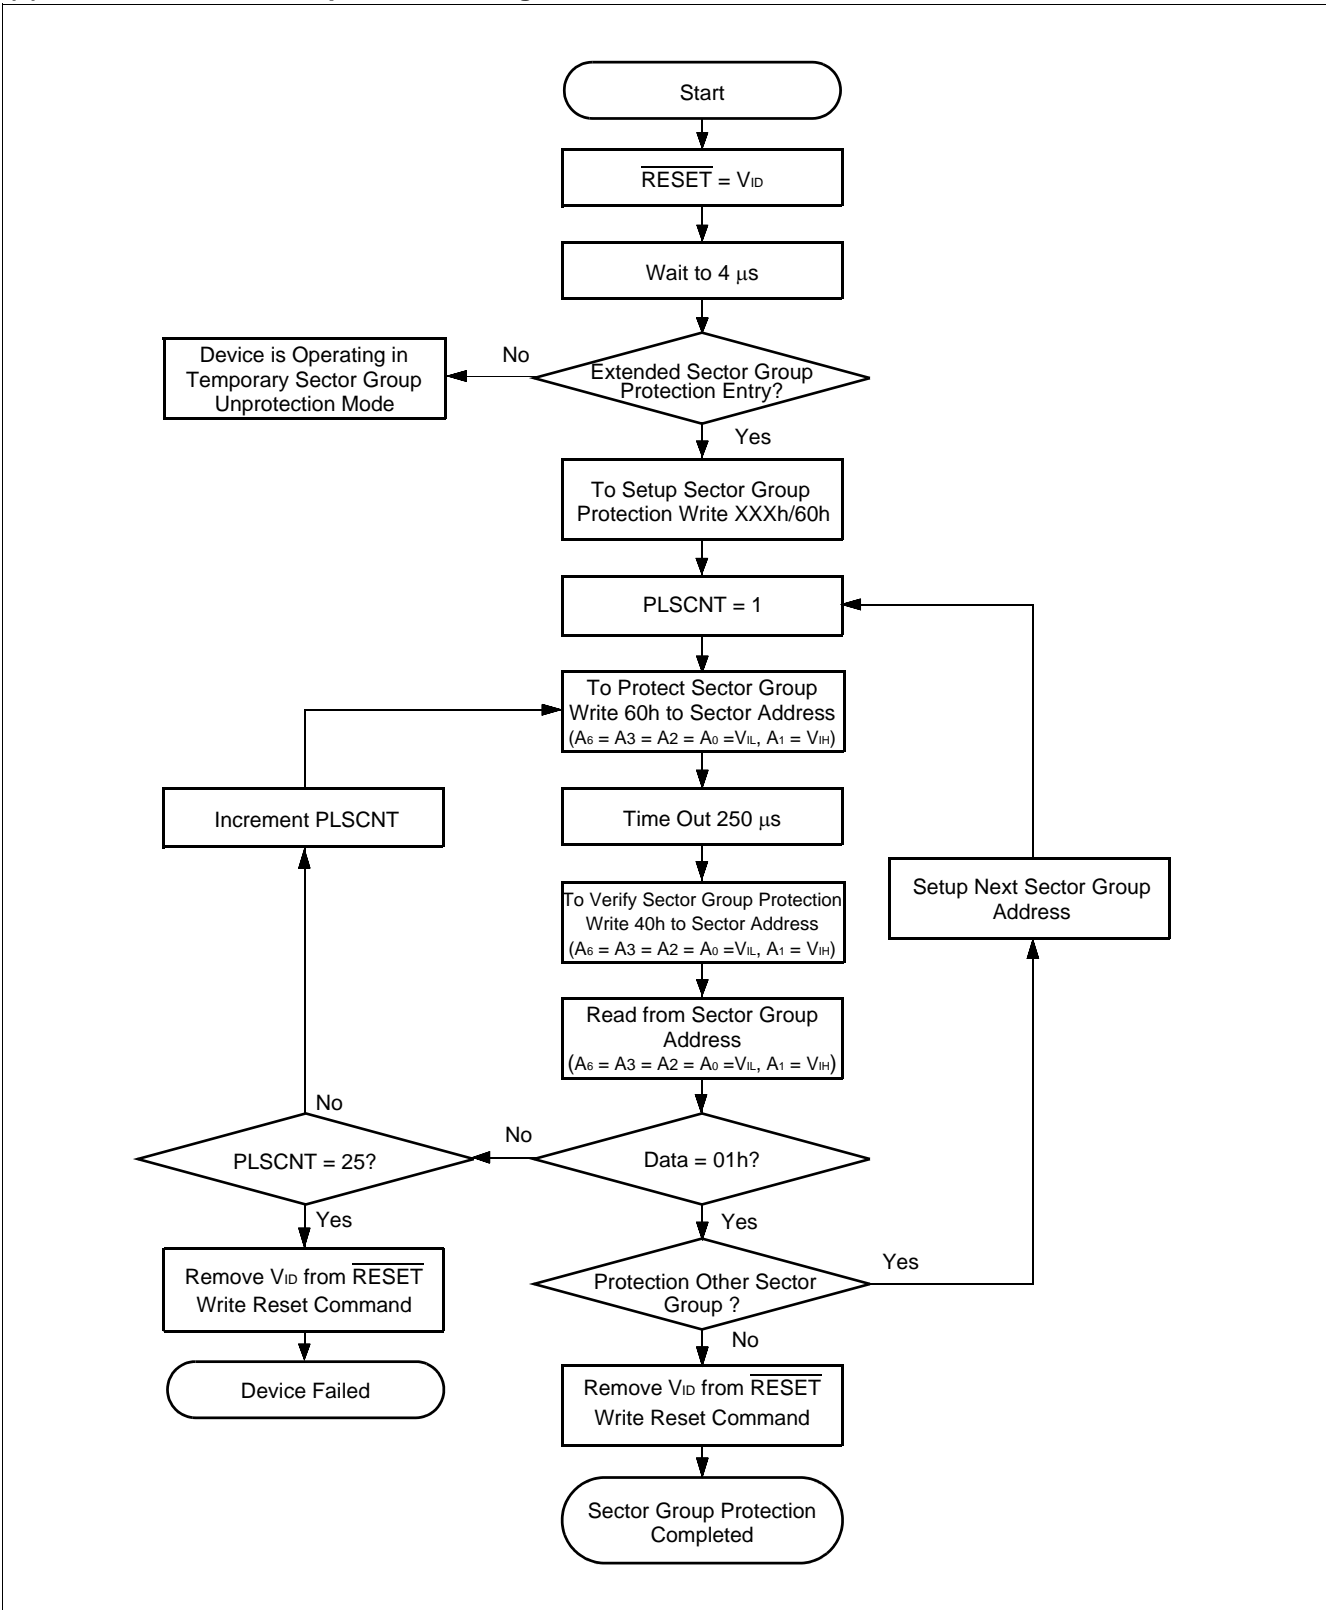 Start
RESET = VID
Wait to 4 μs
Device is Operating in
Temporary Sector Group
Unprotection Mode
No
Extended Sector Group
Protection Entry?
Yes
To Setup Sector Group
Protection Write XXXh/60h
PLSCNT = 1
To Protect Sector Group
Write 60h to Sector Address
(A6 = A3 = A2 = A0 =VIL, A1 = VIH)
Increment PLSCNT
Time Out 250 μs
To Verify Sector Group Protection
Write 40h to Sector Address
(A6 = A3 = A2 = A0 =VIL, A1 = VIH)
Setup Next Sector Group
Address
Read from Sector Group
Address
(A6 = A3 = A2 = A0 =VIL, A1 = VIH)
No
PLSCNT = 25?
No
Data = 01h?
Yes
Yes
Remove VID from RESET
Write Reset Command
Protection Other Sector
Group ?
Yes
No
Device Failed
Remove VID from RESET
Write Reset Command
Sector Group Protection
Completed